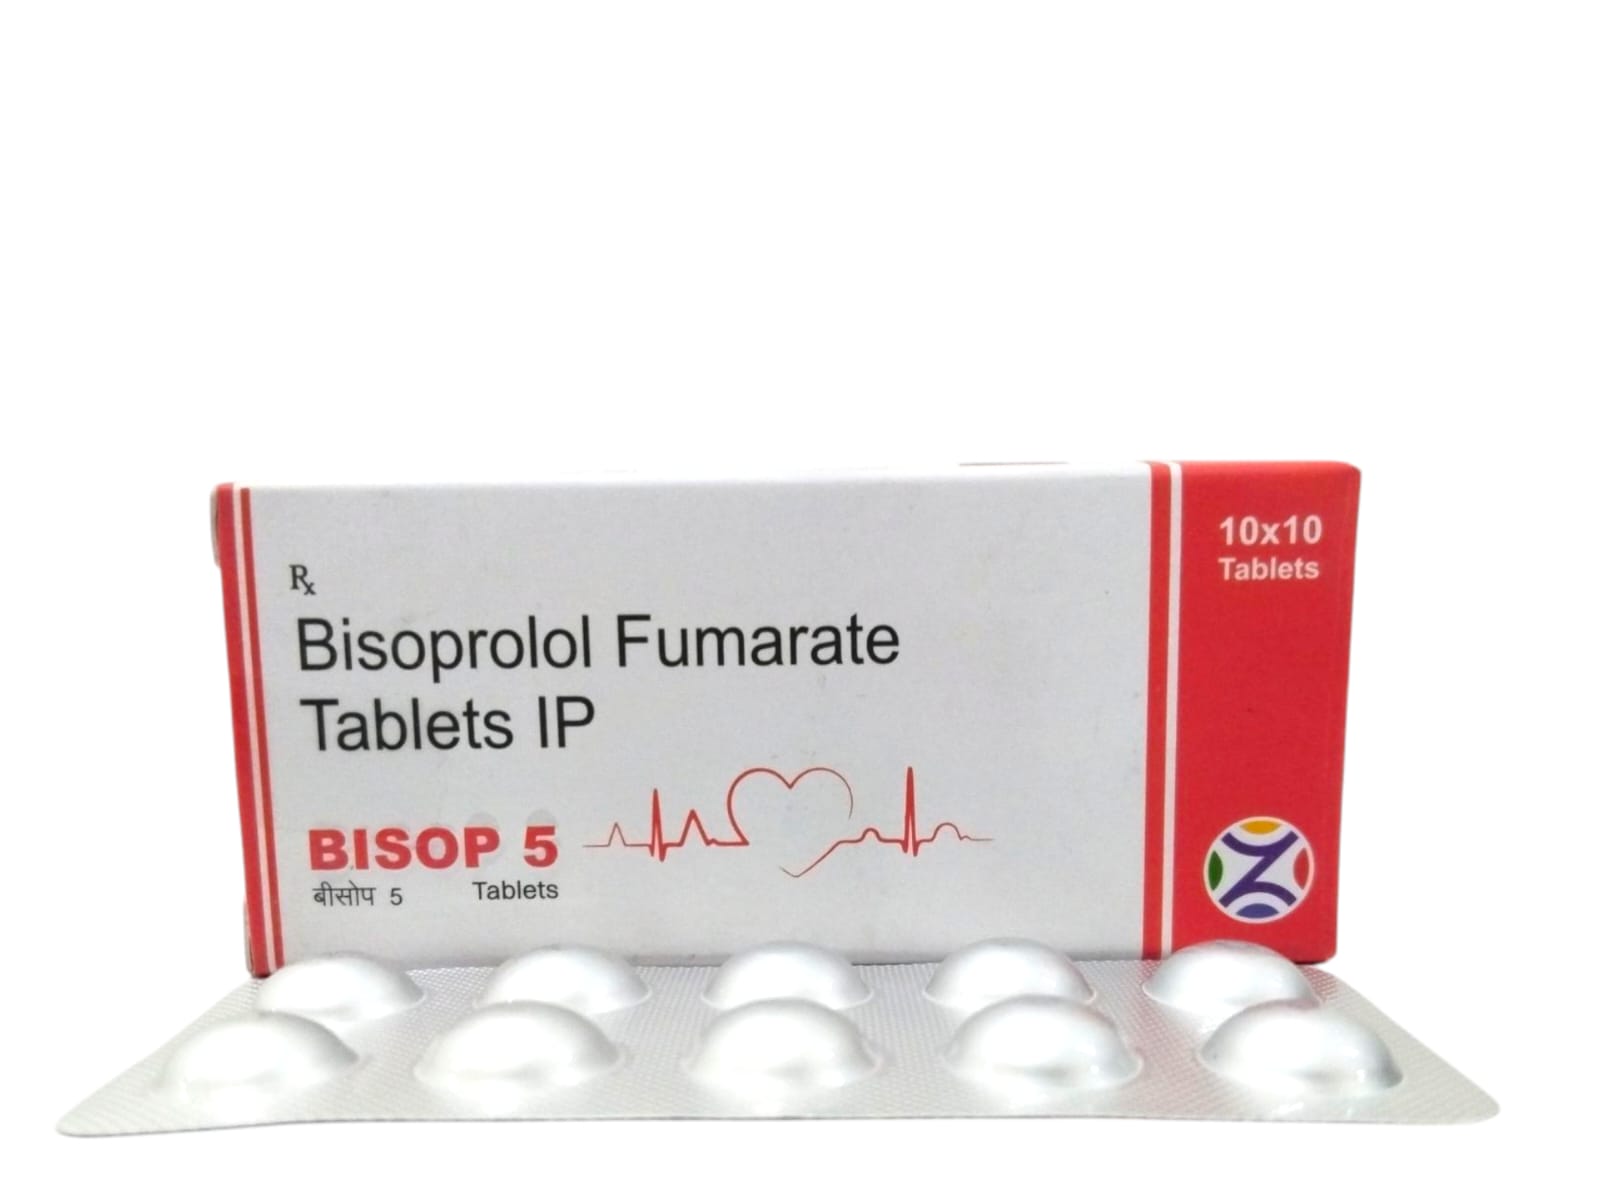 Rx
Bisoprolol Fumarate
Tablets IP
BISOP 5
बीसोप 5 Tablets
10x10
Tablets